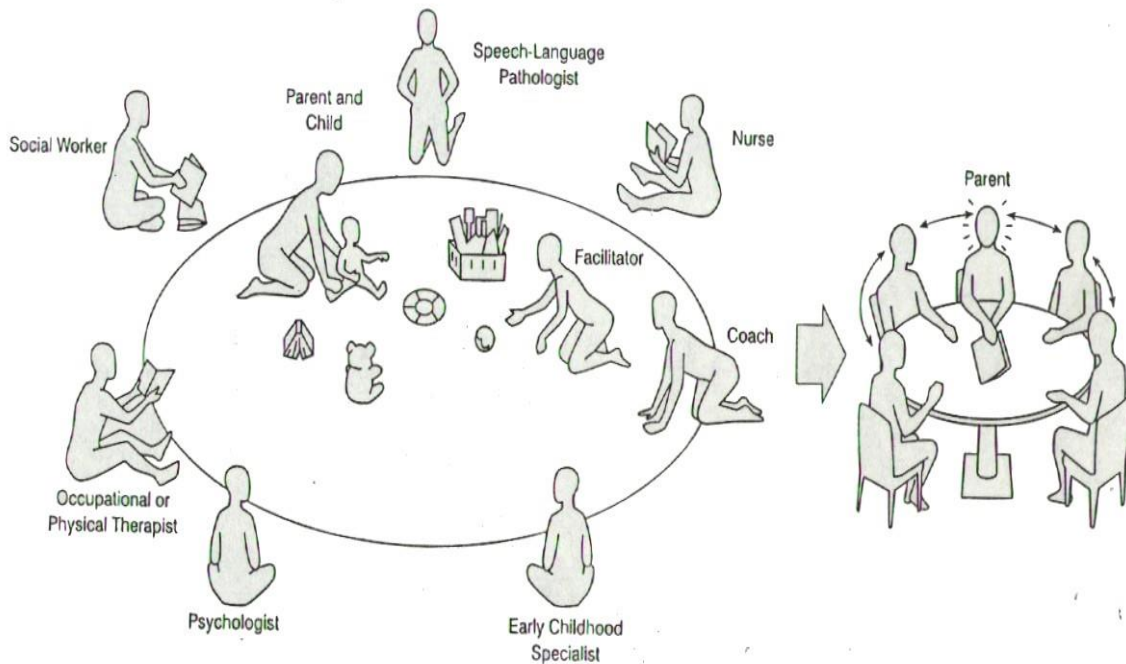 Speech-Language
Pathologist
Parent and
Child
Social Worker
Nurse
Parent
Facilitator
Coach
Occupational or
Physical Therapist
Psychologist
Early Childhood
Specialist